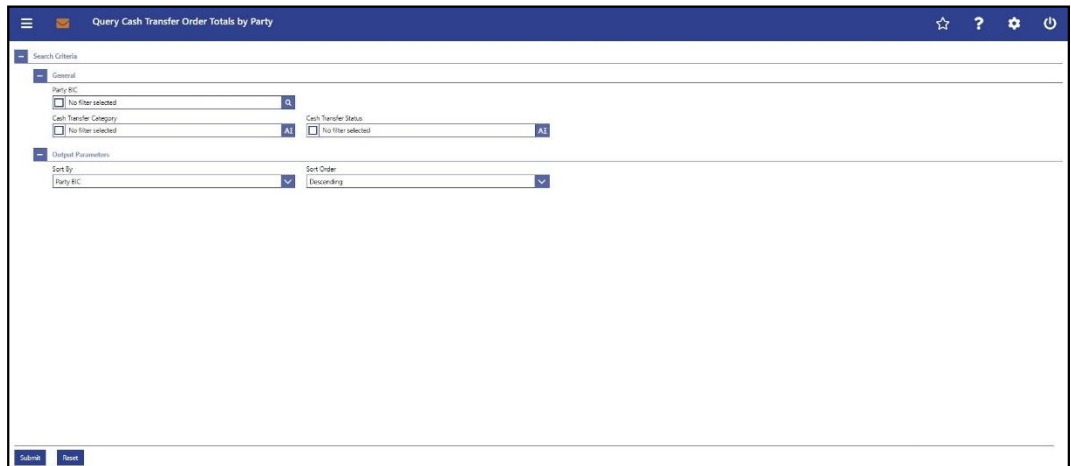 Query Cash Transfer Order Totals by Party
Search Criteria
General
Party BIC
No filter selected
Cash Transfer Category Cash Transfer Status
No filter selected No filter selected
Output Parameters
Sort By Sort Order
Party BIC Descending
Submit Reset